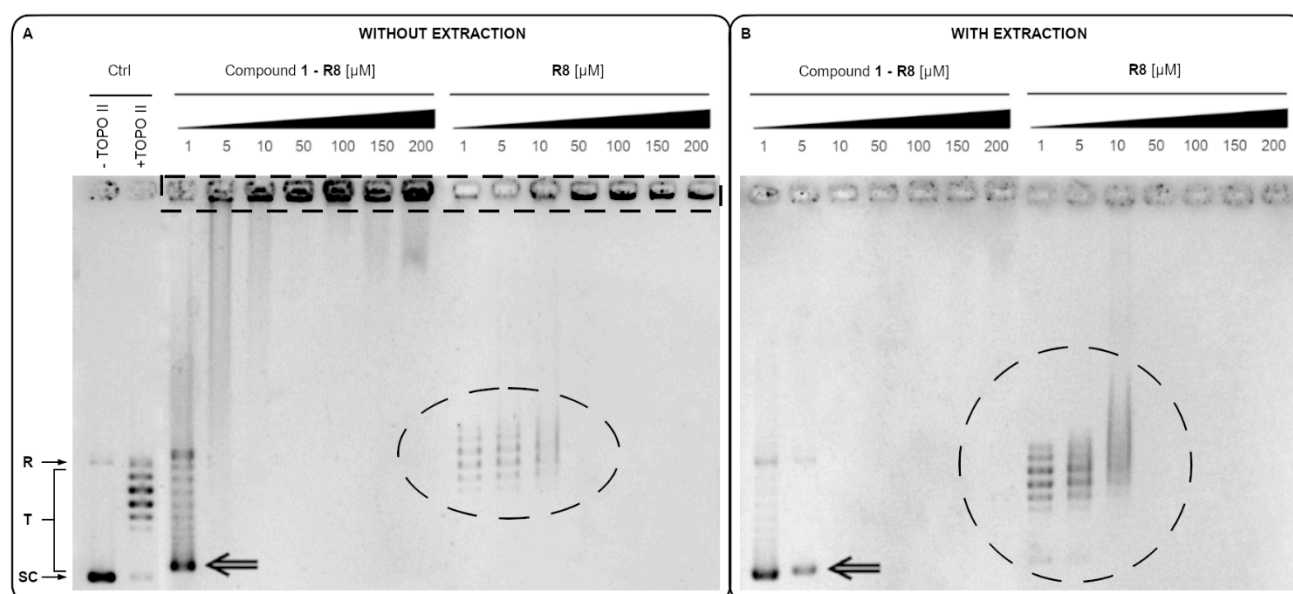 A
WITHOUT EXTRACTION
Ctrl
Compound 1 - R8 [µM]
R8 [µM]
- TOPO II
+TOPO II
1 5 10 50 100 150 200
1 5 10 50 100 150 200
R
T
SC
B
WITH EXTRACTION
Compound 1 - R8 [µM]
R8 [µM]
1 5 10 50 100 150 200
1 5 10 50 100 150 200